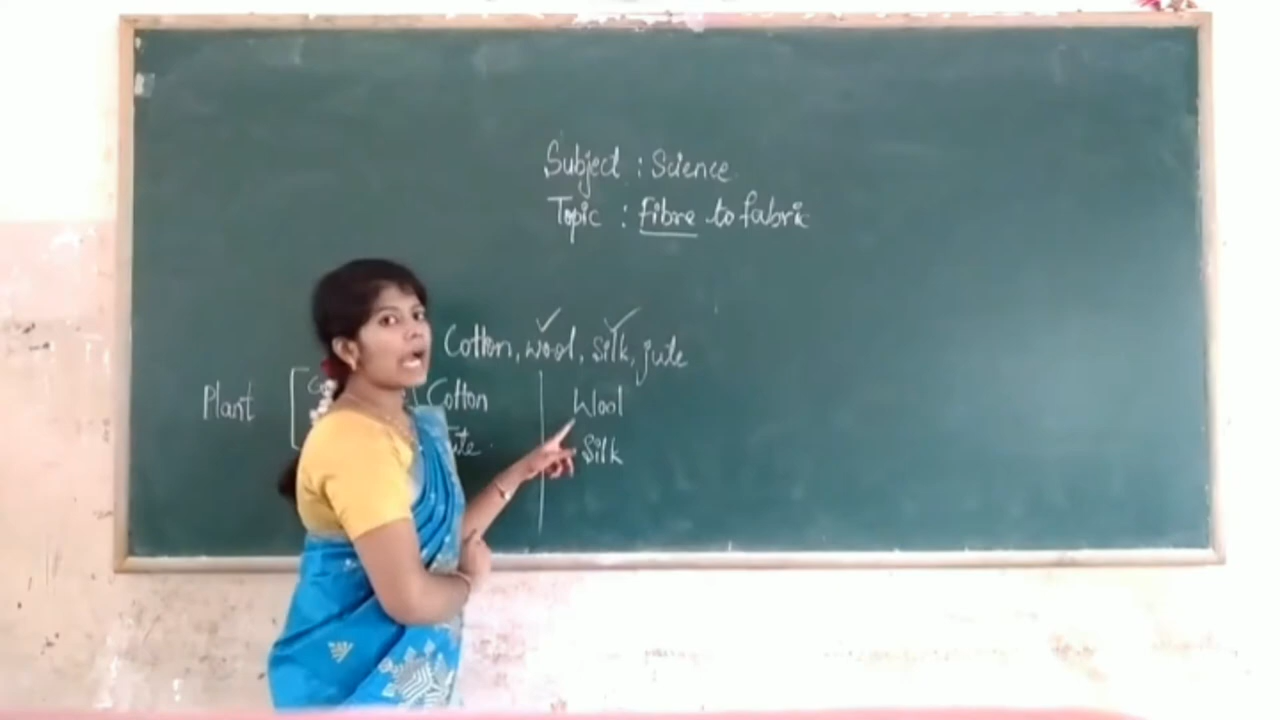 Subject : Science
Topic : Fibre to fabric
Cotton, wool, silk, jute
Plant [ Cotton | Wool
Silk